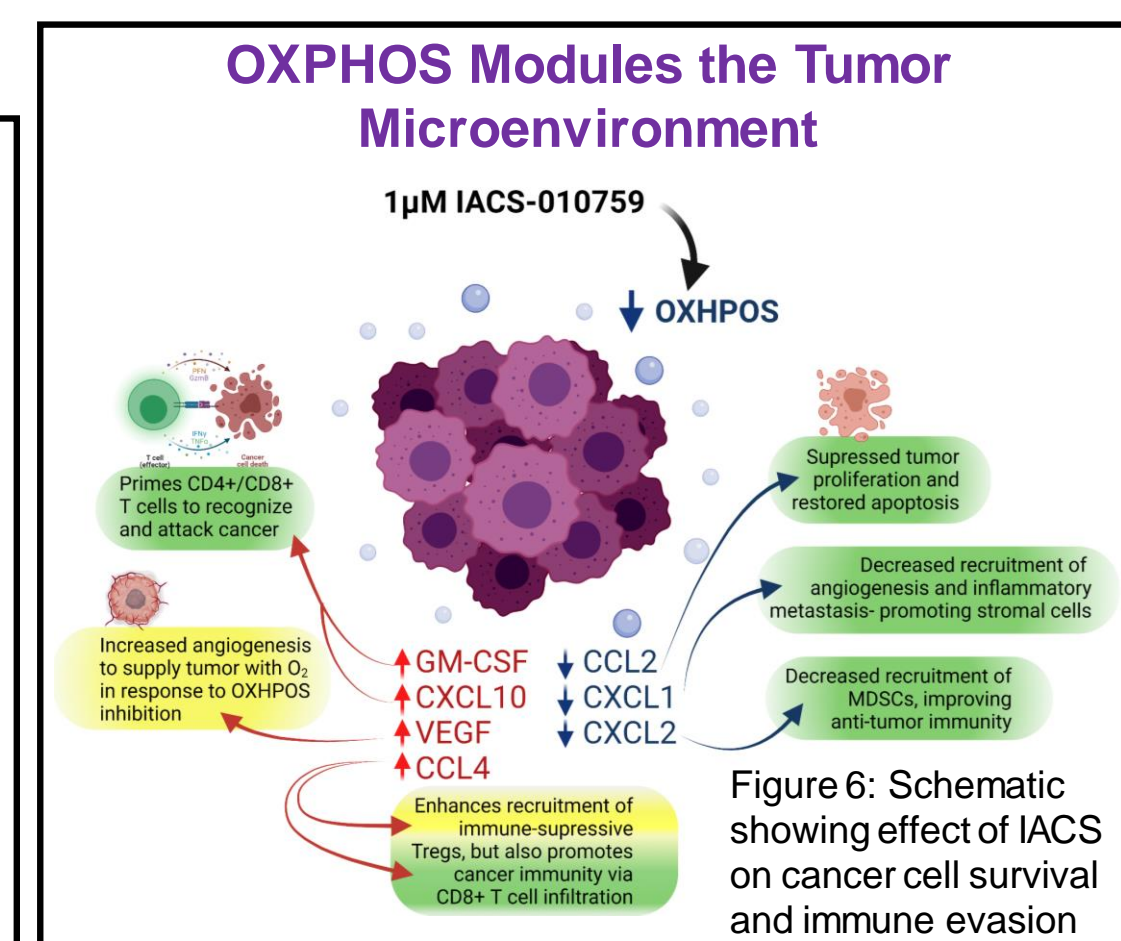 OXPHOS Modules the Tumor
Microenvironment
1µM IACS-010759
OXHPOS
PFN
GzmB
IFNγ
TNFα
T cell
(effector)
Cancer
cell death
Primes CD4+/CD8+
T cells to recognize
and attack cancer
Increased angiogenesis
to supply tumor with O₂
in response to OXHPOS
inhibition
GM-CSF
CXCL10
VEGF
CCL4
CCL2
CXCL1
CXCL2
Supressed tumor
proliferation and
restored apoptosis
Decreased recruitment of
angiogenesis and inflammatory
metastasis- promoting stromal cells
Decreased recruitment of
MDSCs, improving
anti-tumor immunity
Enhances recruitment of
immune-supressive
Tregs, but also promotes
cancer immunity via
CD8+ T cell infiltration
Figure 6: Schematic
showing effect of IACS
on cancer cell survival
and immune evasion